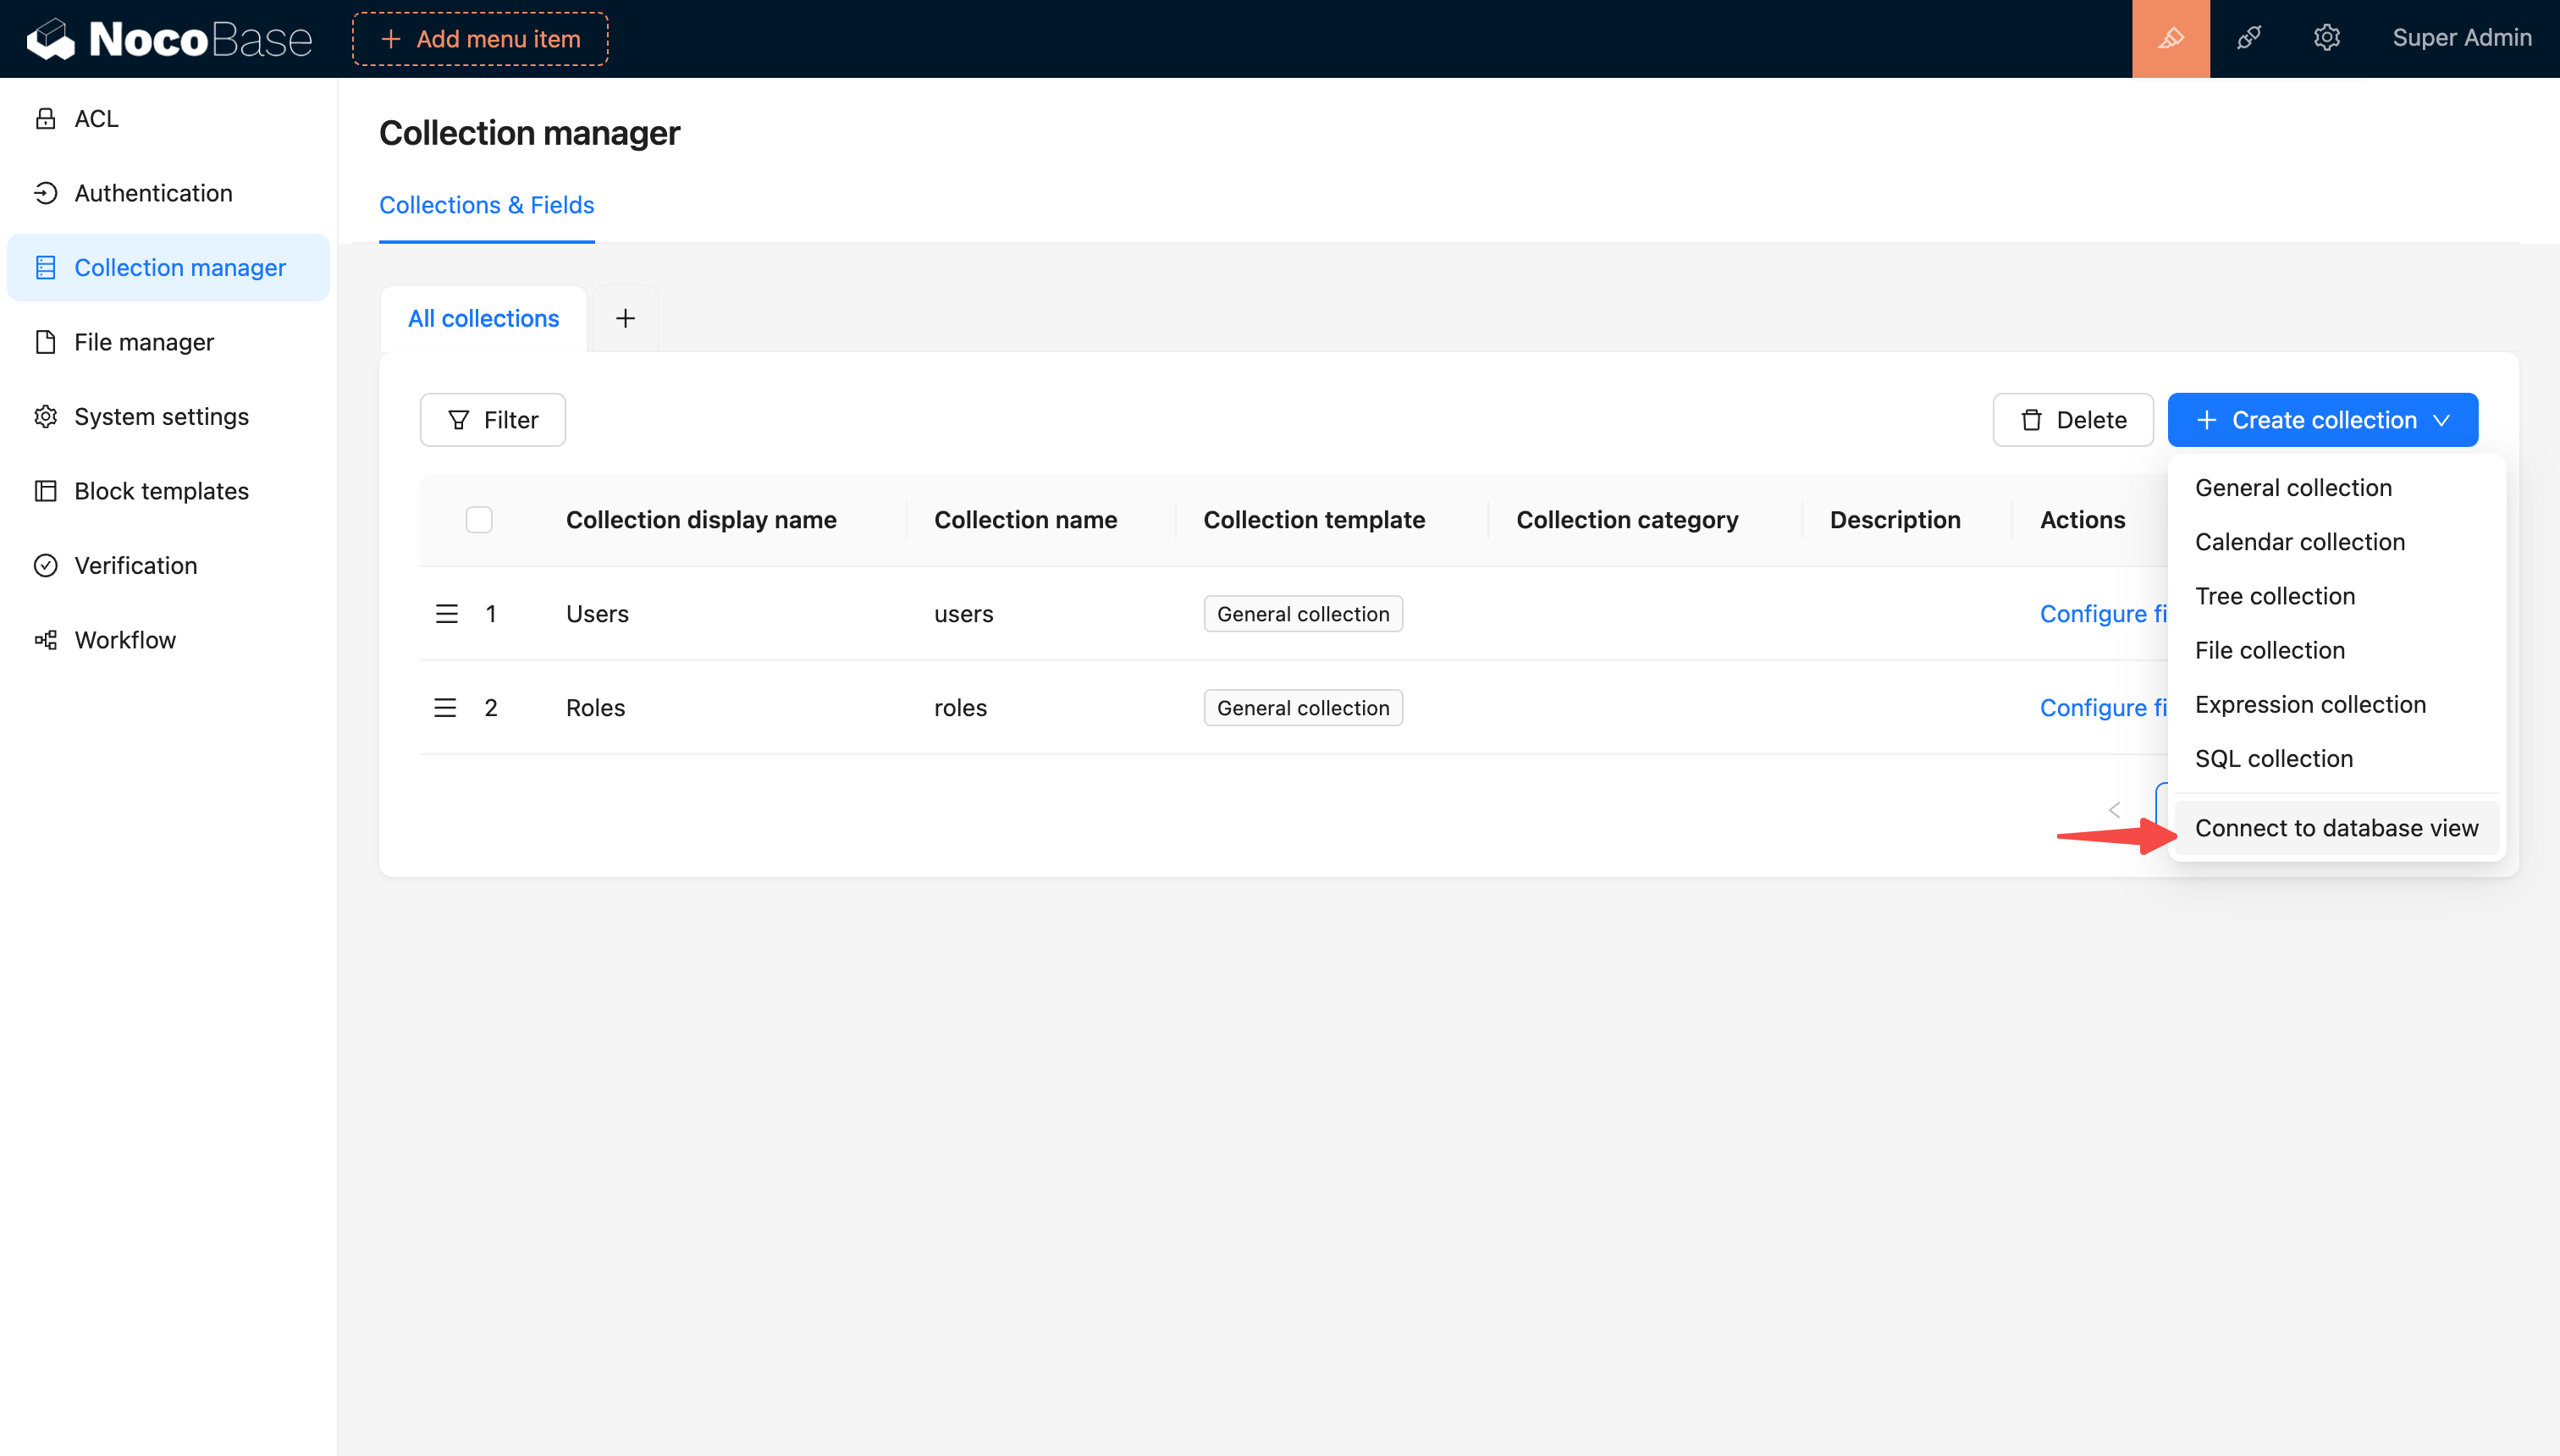 NocoBase
Add menu item
Super Admin
ACL
Authentication
Collection manager
File manager
System settings
Block templates
Verification
Workflow
Collection manager
Collections & Fields
All collections
Filter
Delete
Create collection
Collection display name Collection name Collection template Collection category Description Actions
1 Users users General collection Configure fi
2 Roles roles General collection Configure fi
General collection
Calendar collection
Tree collection
File collection
Expression collection
SQL collection
Connect to database view